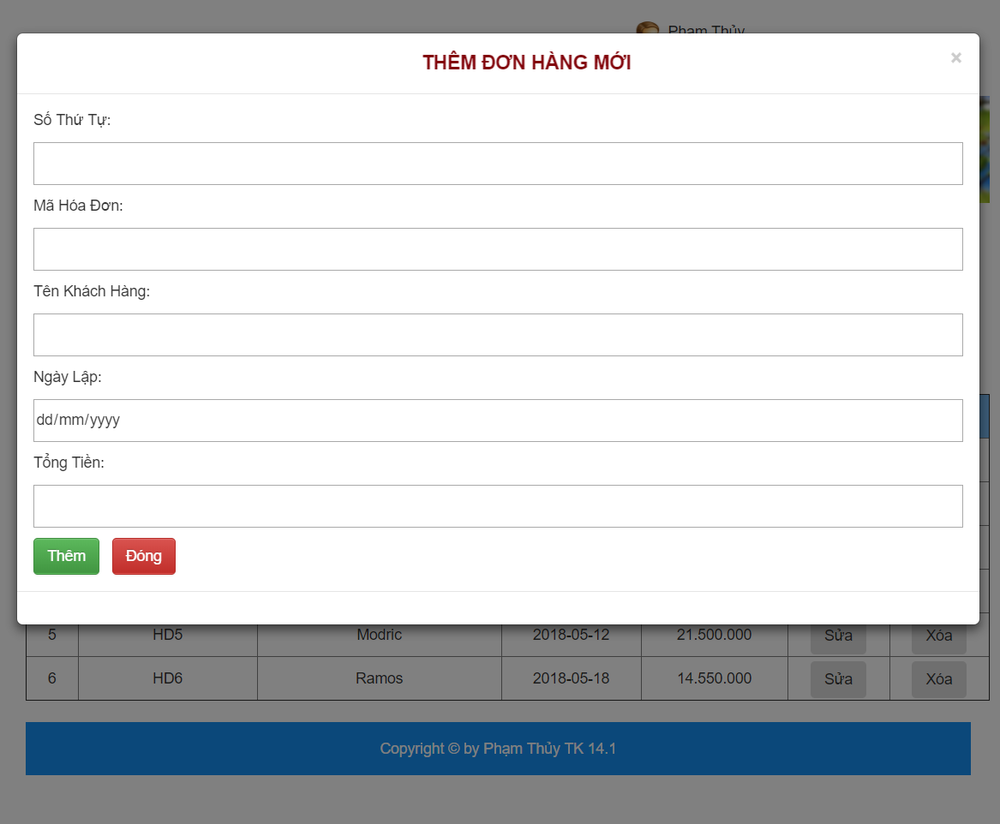 Phạm Thủy
THÊM ĐƠN HÀNG MỚI
×
Số Thứ Tự:
Mã Hóa Đơn:
Tên Khách Hàng:
Ngày Lập:
dd/mm/yyyy
Tổng Tiền:
Thêm Đóng
5 HD5 Modric 2018-05-12 21.500.000 Sửa Xóa
6 HD6 Ramos 2018-05-18 14.550.000 Sửa Xóa
Copyright © by Phạm Thủy TK 14.1